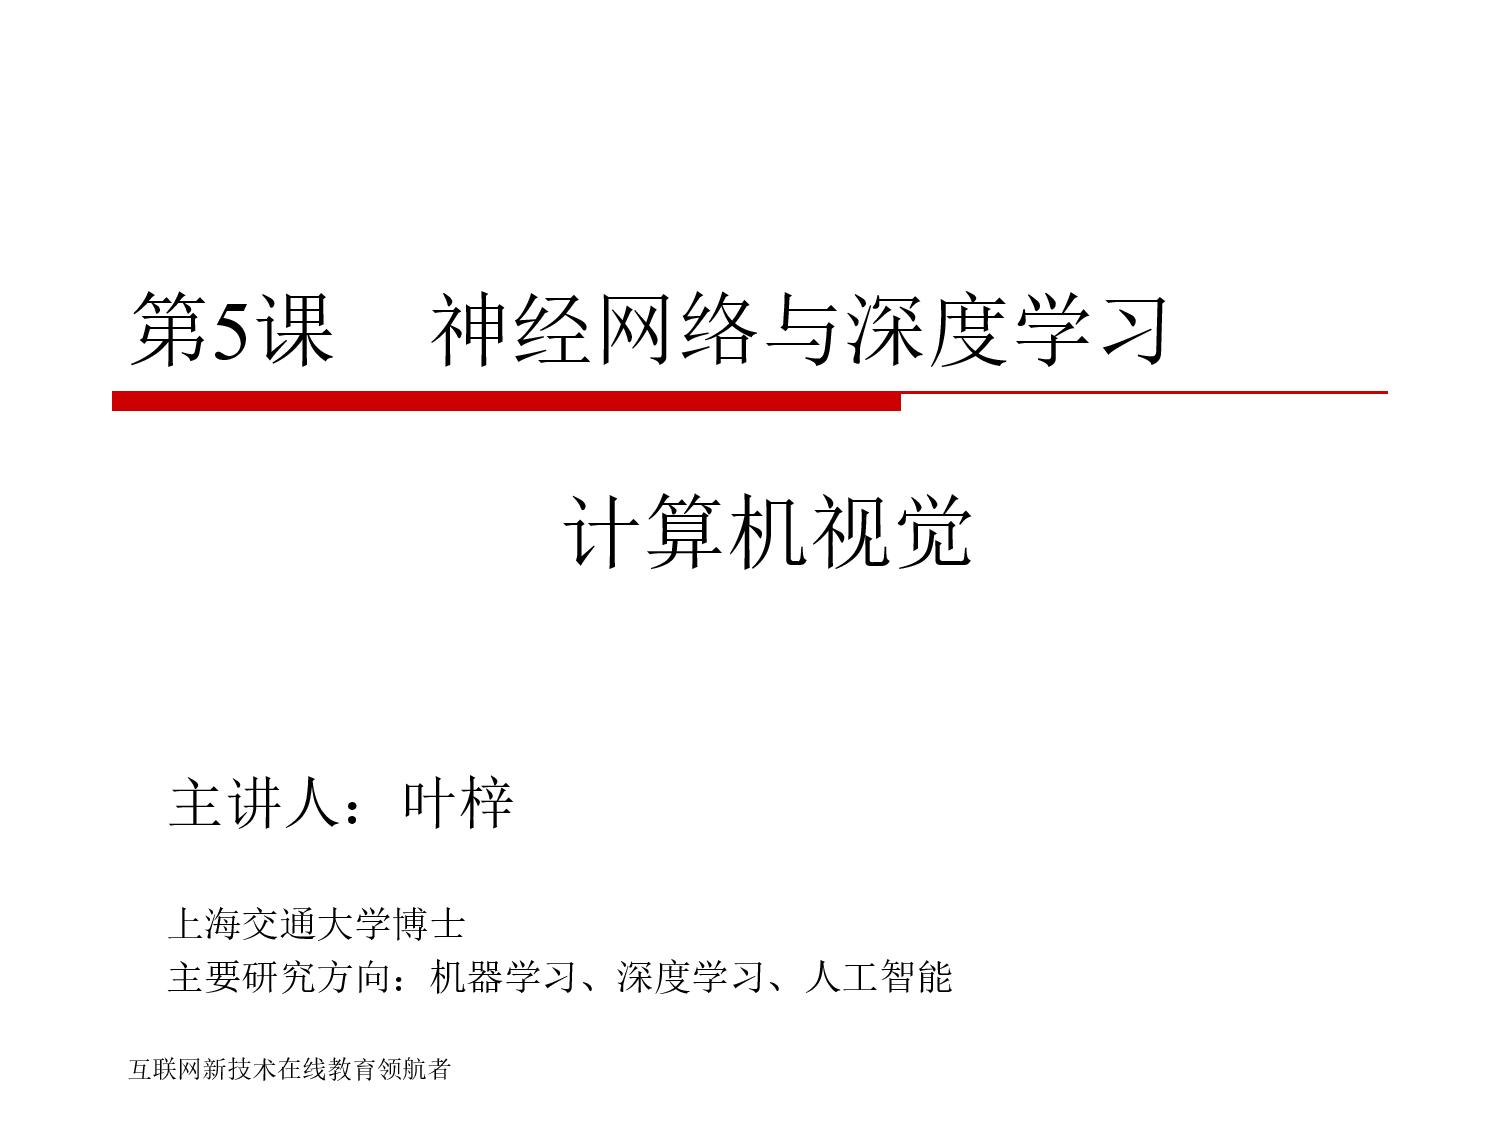 第5课 神经网络与深度学习
计算机视觉
主讲人：叶梓
上海交通大学博士
主要研究方向：机器学习、深度学习、人工智能
互联网新技术在线教育领航者